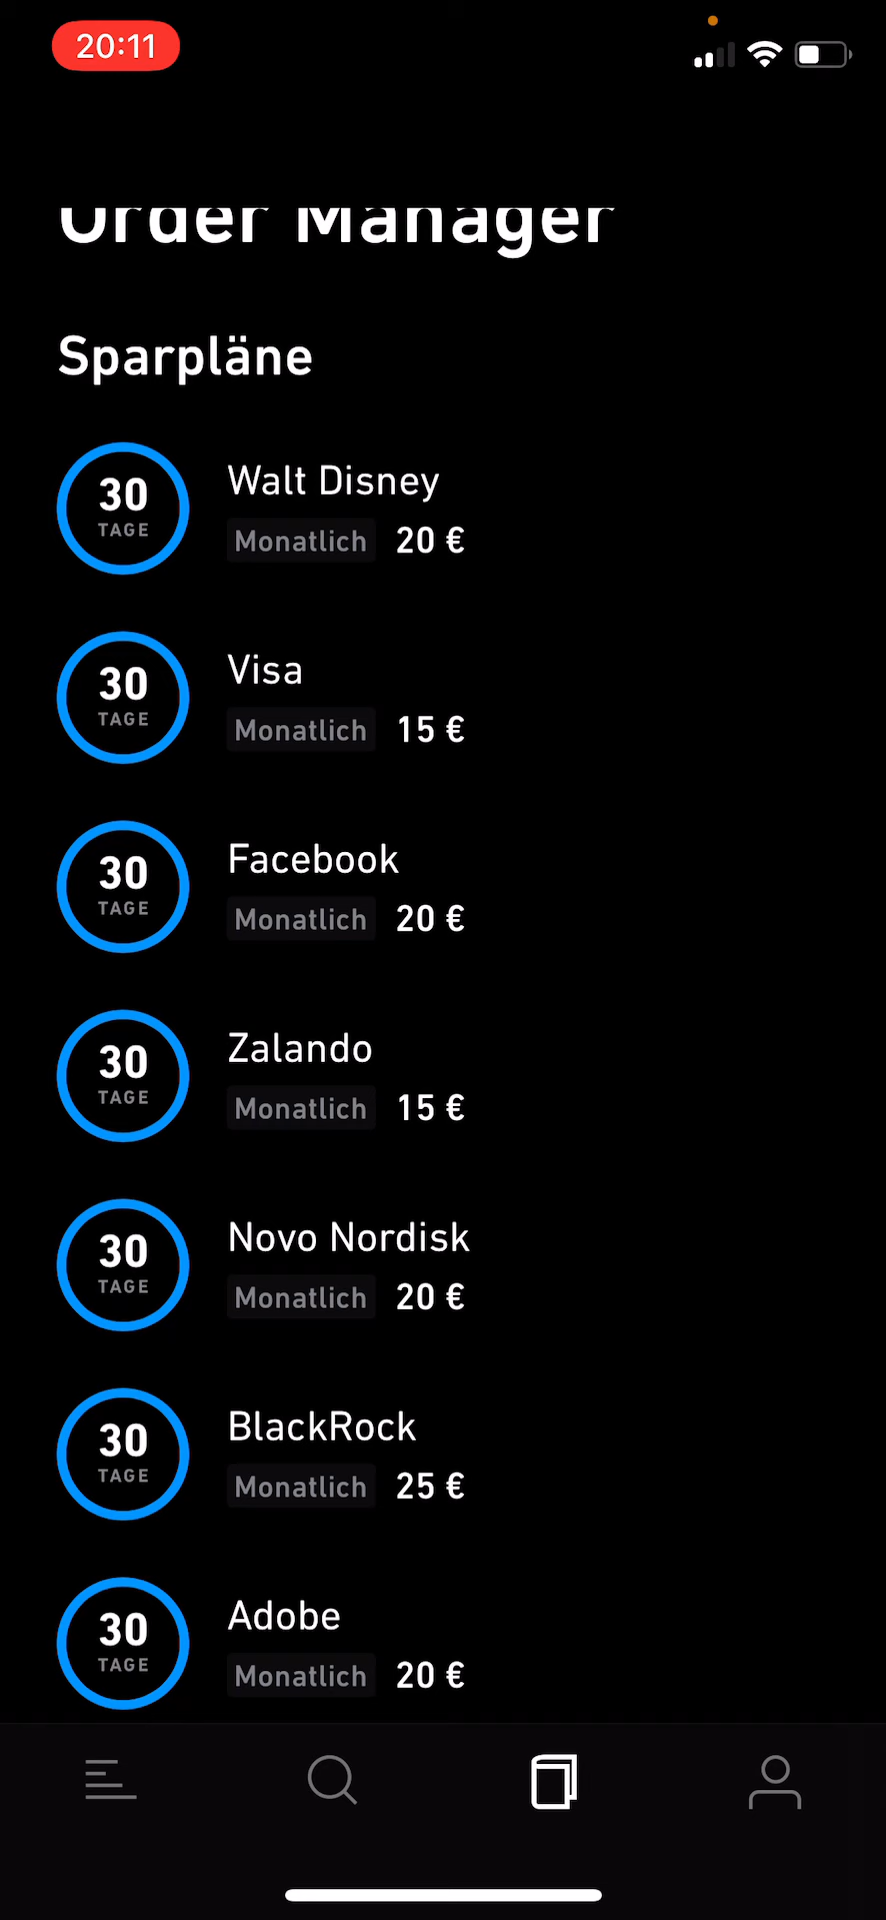 20:11
Order Manager
Sparpläne
30
TAGE
Walt Disney
Monatlich 20 €
30
TAGE
Visa
Monatlich 15 €
30
TAGE
Facebook
Monatlich 20 €
30
TAGE
Zalando
Monatlich 15 €
30
TAGE
Novo Nordisk
Monatlich 20 €
30
TAGE
BlackRock
Monatlich 25 €
30
TAGE
Adobe
Monatlich 20 €